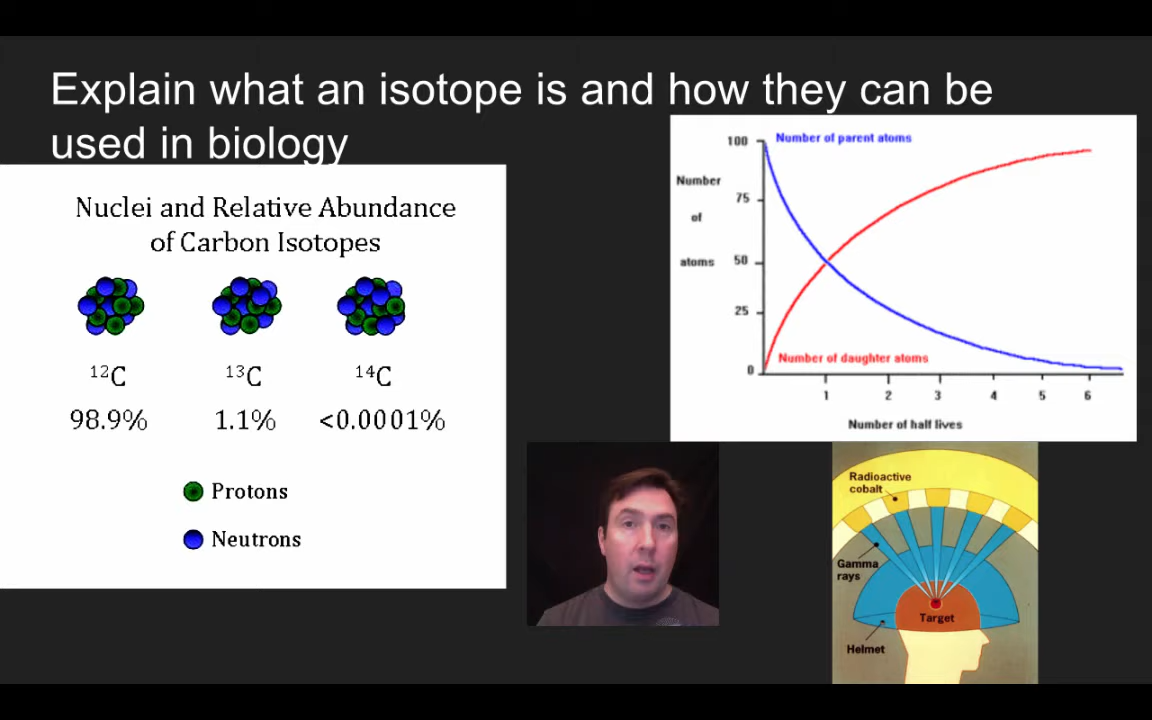 Explain what an isotope is and how they can be
used in biology
Nuclei and Relative Abundance
of Carbon Isotopes
¹²C
¹³C
¹⁴C
98.9%
1.1%
<0.0001%
Protons
Neutrons
Number of parent atoms
100
Number
75
of
atoms
50
25
Number of daughter atoms
0
1
2
3
4
5
6
Number of half lives
Radioactive
cobalt
Gamma
rays
Target
Helmet